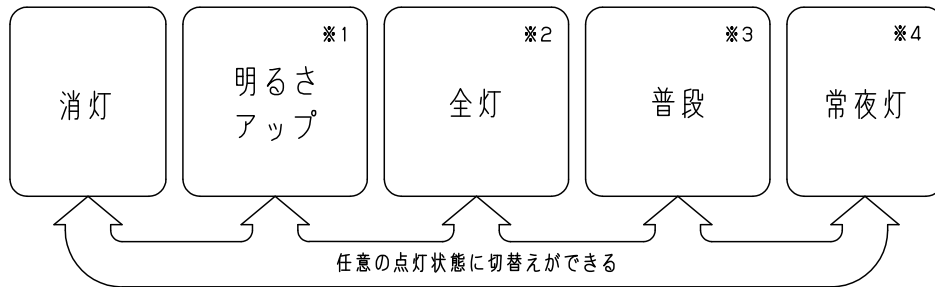 消灯
※1
明るさ
アップ
※2
全灯
※3
普段
※4
常夜灯
任意の点灯状態に切替えができる